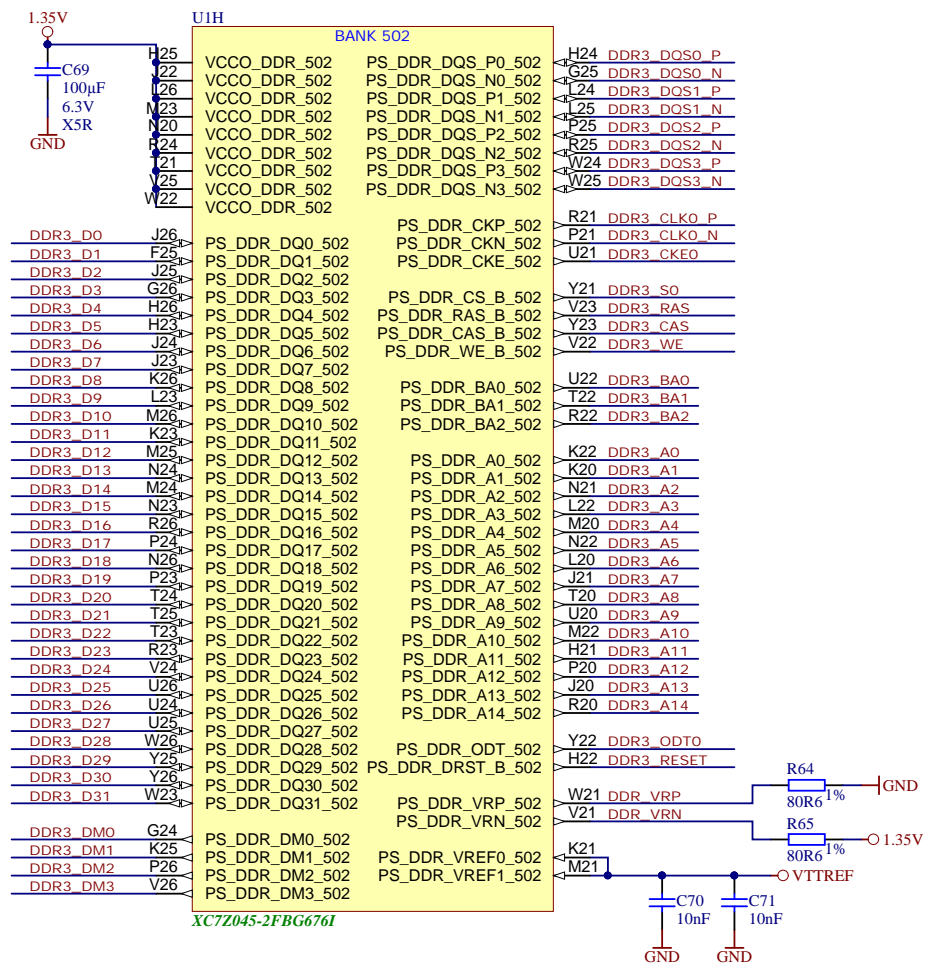 1.35V
U1H
BANK 502
C69
100µF
6.3V
X5R
GND
H25 VCCO_DDR_502
J22 VCCO_DDR_502
L26 VCCO_DDR_502
M23 VCCO_DDR_502
N20 VCCO_DDR_502
R24 VCCO_DDR_502
T21 VCCO_DDR_502
V25 VCCO_DDR_502
W22 VCCO_DDR_502
DDR3_D0 J26 PS_DDR_DQ0_502
DDR3_D1 F25 PS_DDR_DQ1_502
DDR3_D2 J25 PS_DDR_DQ2_502
DDR3_D3 G26 PS_DDR_DQ3_502
DDR3_D4 H26 PS_DDR_DQ4_502
DDR3_D5 H23 PS_DDR_DQ5_502
DDR3_D6 J24 PS_DDR_DQ6_502
DDR3_D7 J23 PS_DDR_DQ7_502
DDR3_D8 K26 PS_DDR_DQ8_502
DDR3_D9 L23 PS_DDR_DQ9_502
DDR3_D10 M26 PS_DDR_DQ10_502
DDR3_D11 K23 PS_DDR_DQ11_502
DDR3_D12 M25 PS_DDR_DQ12_502
DDR3_D13 N24 PS_DDR_DQ13_502
DDR3_D14 M24 PS_DDR_DQ14_502
DDR3_D15 N23 PS_DDR_DQ15_502
DDR3_D16 R26 PS_DDR_DQ16_502
DDR3_D17 P24 PS_DDR_DQ17_502
DDR3_D18 N26 PS_DDR_DQ18_502
DDR3_D19 P23 PS_DDR_DQ19_502
DDR3_D20 T24 PS_DDR_DQ20_502
DDR3_D21 T25 PS_DDR_DQ21_502
DDR3_D22 T23 PS_DDR_DQ22_502
DDR3_D23 R23 PS_DDR_DQ23_502
DDR3_D24 V24 PS_DDR_DQ24_502
DDR3_D25 U26 PS_DDR_DQ25_502
DDR3_D26 U24 PS_DDR_DQ26_502
DDR3_D27 U25 PS_DDR_DQ27_502
DDR3_D28 W26 PS_DDR_DQ28_502
DDR3_D29 Y25 PS_DDR_DQ29_502
DDR3_D30 Y26 PS_DDR_DQ30_502
DDR3_D31 W23 PS_DDR_DQ31_502
DDR3_DM0 G24 PS_DDR_DM0_502
DDR3_DM1 K25 PS_DDR_DM1_502
DDR3_DM2 P26 PS_DDR_DM2_502
DDR3_DM3 V26 PS_DDR_DM3_502
PS_DDR_DQS_P0_502 H24 DDR3_DQS0_P
PS_DDR_DQS_N0_502 G25 DDR3_DQS0_N
PS_DDR_DQS_P1_502 L24 DDR3_DQS1_P
PS_DDR_DQS_N1_502 L25 DDR3_DQS1_N
PS_DDR_DQS_P2_502 P25 DDR3_DQS2_P
PS_DDR_DQS_N2_502 R25 DDR3_DQS2_N
PS_DDR_DQS_P3_502 W24 DDR3_DQS3_P
PS_DDR_DQS_N3_502 W25 DDR3_DQS3_N
PS_DDR_CKP_502 R21 DDR3_CLK0_P
PS_DDR_CKN_502 P21 DDR3_CLK0_N
PS_DDR_CKE_502 U21 DDR3_CKE0
PS_DDR_CS_B_502 Y21 DDR3_S0
PS_DDR_RAS_B_502 V23 DDR3_RAS
PS_DDR_CAS_B_502 Y23 DDR3_CAS
PS_DDR_WE_B_502 V22 DDR3_WE
PS_DDR_BA0_502 U22 DDR3_BA0
PS_DDR_BA1_502 T22 DDR3_BA1
PS_DDR_BA2_502 R22 DDR3_BA2
PS_DDR_A0_502 K22 DDR3_A0
PS_DDR_A1_502 K20 DDR3_A1
PS_DDR_A2_502 N21 DDR3_A2
PS_DDR_A3_502 L22 DDR3_A3
PS_DDR_A4_502 M20 DDR3_A4
PS_DDR_A5_502 N22 DDR3_A5
PS_DDR_A6_502 L20 DDR3_A6
PS_DDR_A7_502 J21 DDR3_A7
PS_DDR_A8_502 T20 DDR3_A8
PS_DDR_A9_502 U20 DDR3_A9
PS_DDR_A10_502 M22 DDR3_A10
PS_DDR_A11_502 H21 DDR3_A11
PS_DDR_A12_502 P20 DDR3_A12
PS_DDR_A13_502 J20 DDR3_A13
PS_DDR_A14_502 R20 DDR3_A14
PS_DDR_ODT_502 Y22 DDR3_ODT0
PS_DDR_DRST_B_502 H22 DDR3_RESET
PS_DDR_VRP_502 W21 DDR_VRP
PS_DDR_VRN_502 V21 DDR_VRN
PS_DDR_VREF0_502 K21
PS_DDR_VREF1_502 M21
R64
80R6 1%
GND
R65
80R6 1%
1.35V
VTTREF
C70
10nF
GND
C71
10nF
GND
XC7Z045-2FBG676I